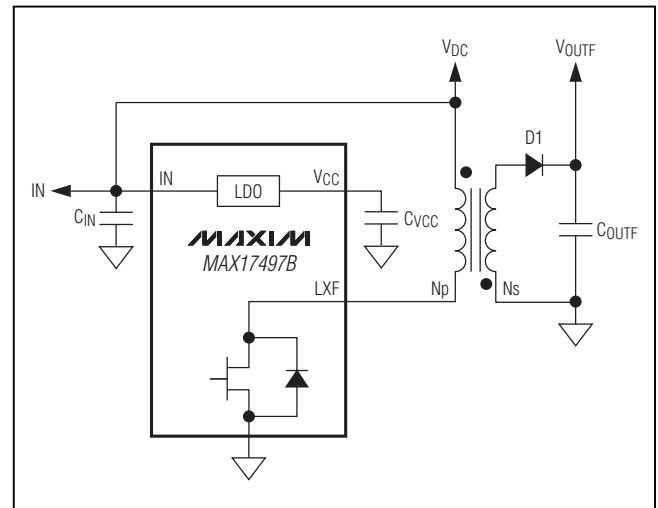 VDC
VOUTF
D1
IN
IN
LDO
VCC
CIN
CVCC
COUTF
MAXIM
MAX17497B
LXF
Np
Ns